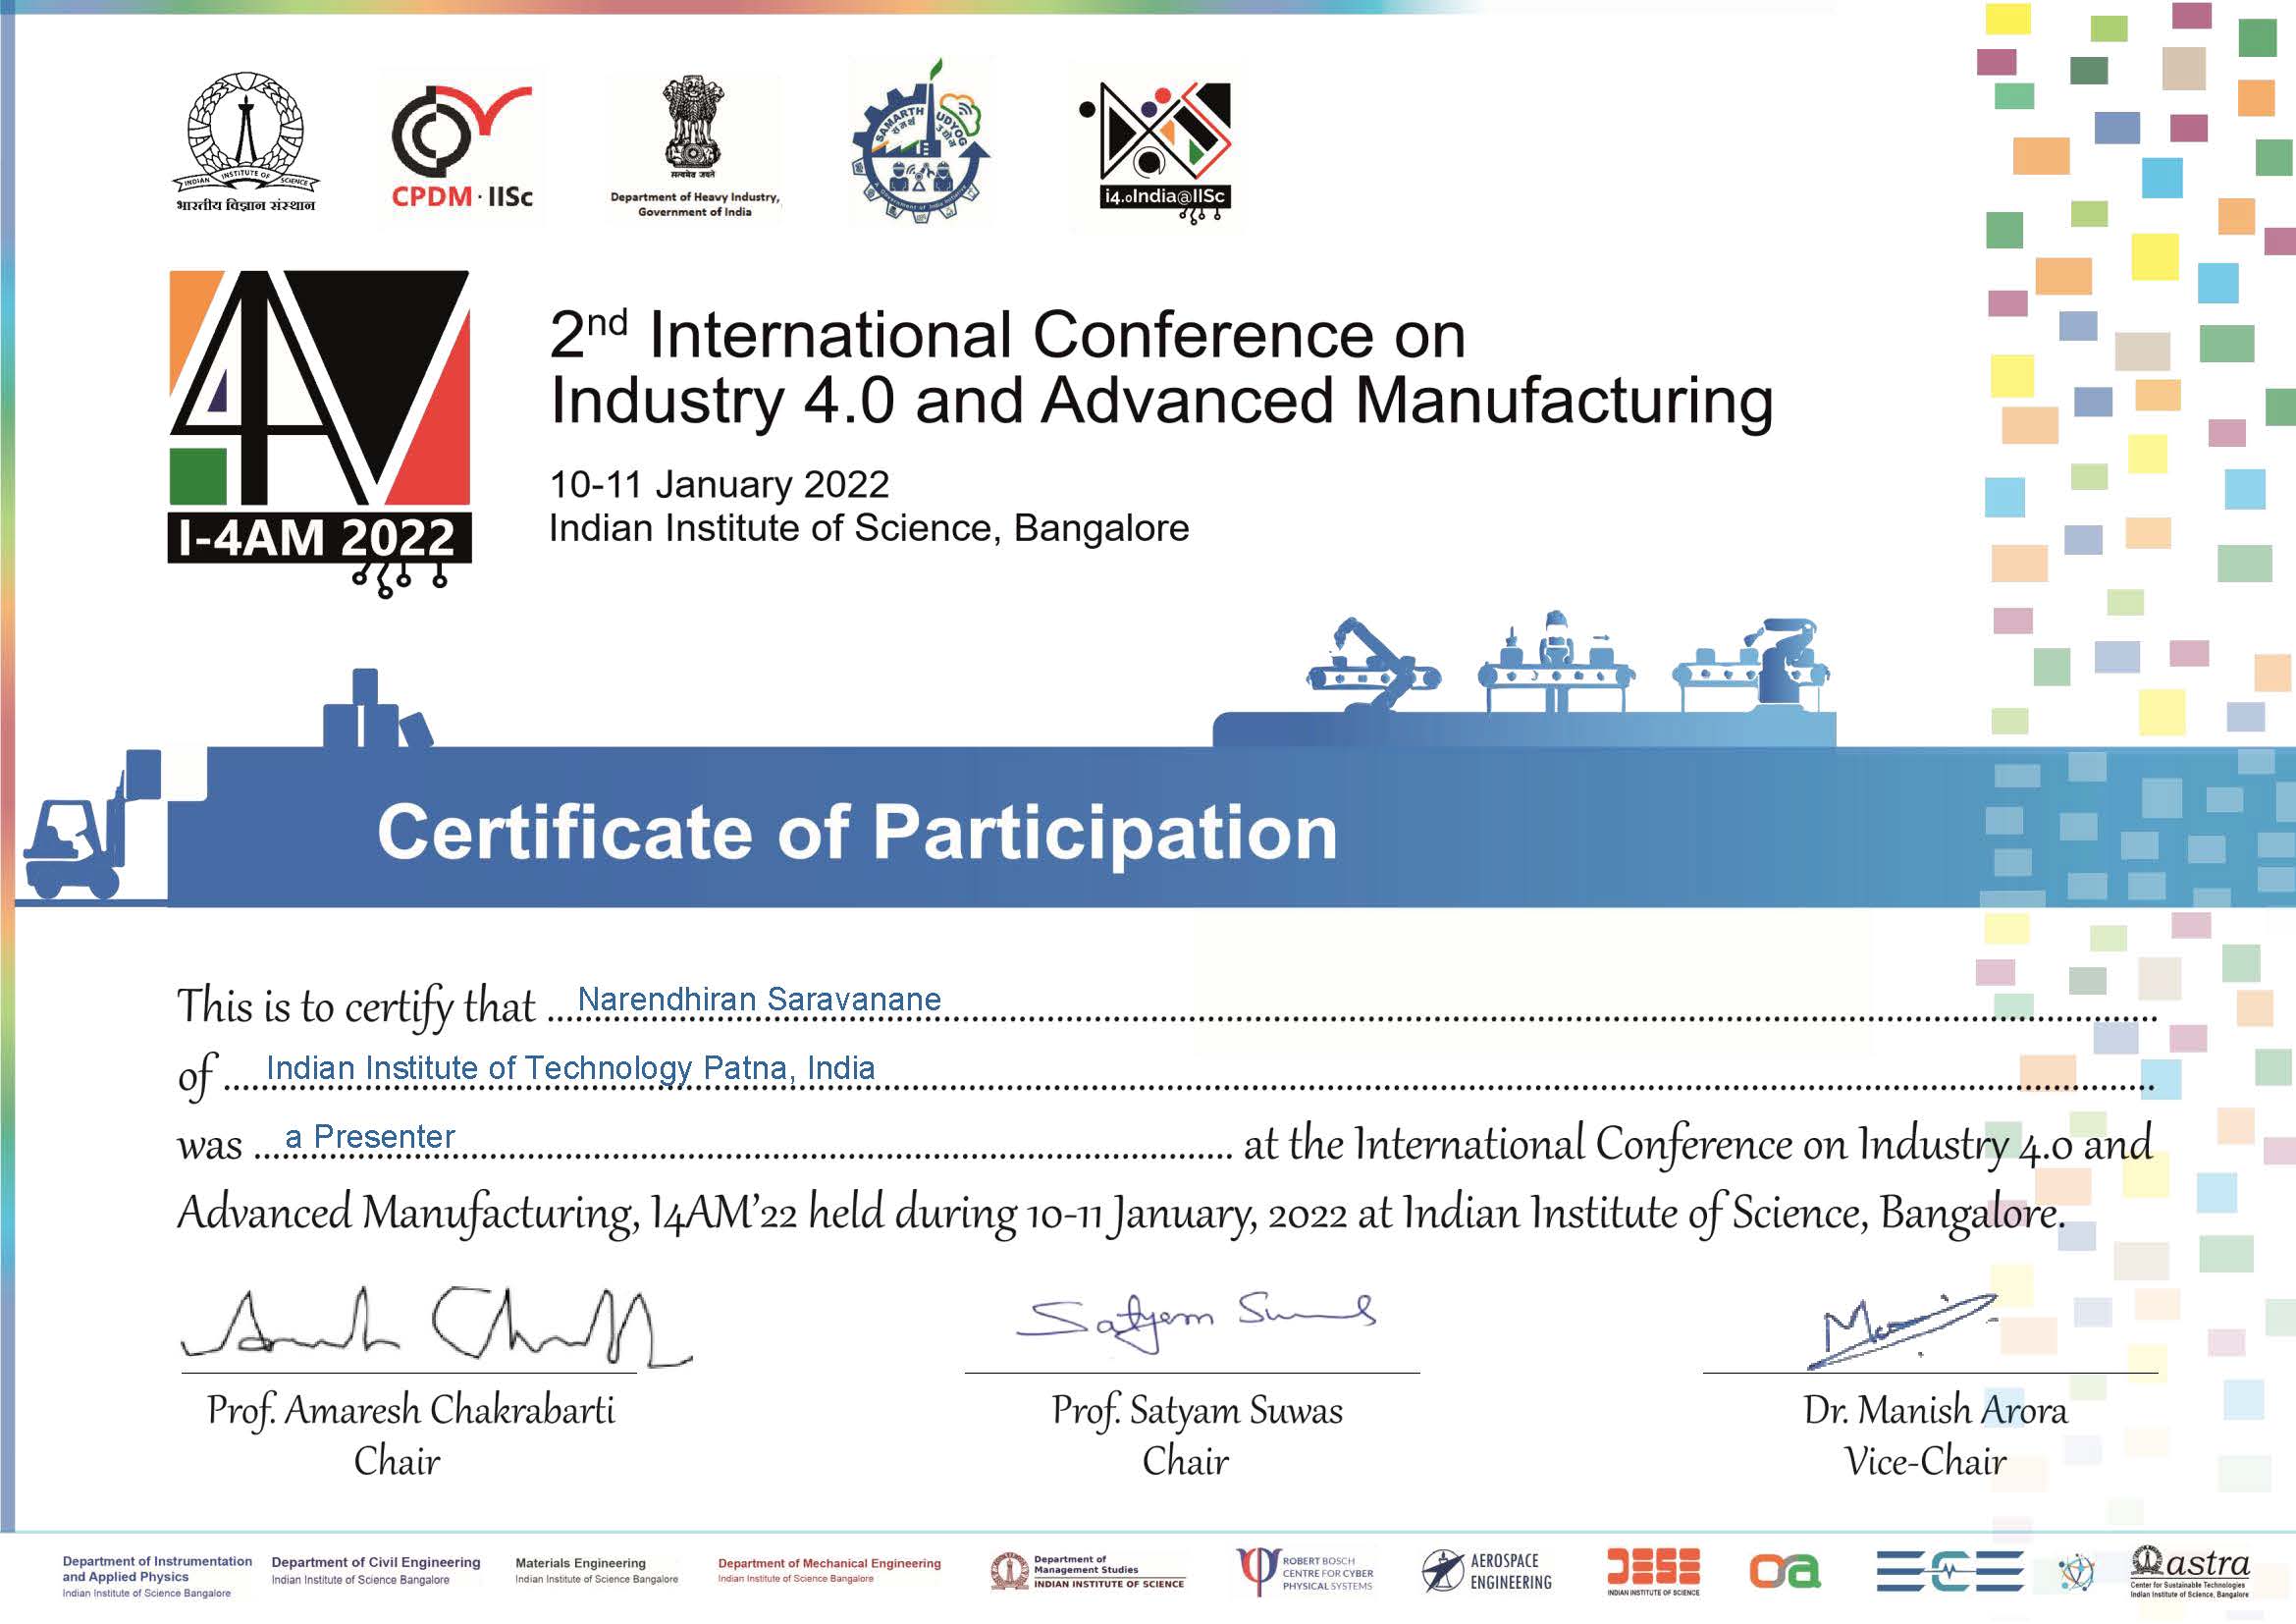 INDIAN INSTITUTE OF SCIENCE
भारतीय विज्ञान संस्थान
CPDM · IISc
सत्यमेव जयते
Department of Heavy Industry,
Government of India
SAMARTH UDYOG
समर्थ उद्योग
i4.0India@IISc
I-4AM 2022
2nd International Conference on
Industry 4.0 and Advanced Manufacturing
10-11 January 2022
Indian Institute of Science, Bangalore
Certificate of Participation
This is to certify that Narendhiran Saravanane
of Indian Institute of Technology Patna, India
was a Presenter at the International Conference on Industry 4.0 and
Advanced Manufacturing, I4AM'22 held during 10-11 January, 2022 at Indian Institute of Science, Bangalore.
Satyam Suwas
Prof. Amaresh Chakrabarti
Chair
Prof. Satyam Suwas
Chair
Dr. Manish Arora
Vice-Chair
Department of Instrumentation
and Applied Physics
Indian Institute of Science Bangalore
Department of Civil Engineering
Indian Institute of Science Bangalore
Materials Engineering
Indian Institute of Science Bangalore
Department of Mechanical Engineering
Indian Institute of Science Bangalore
Department of
Management Studies
INDIAN INSTITUTE OF SCIENCE
ROBERT BOSCH
CENTRE FOR CYBER
PHYSICAL SYSTEMS
AEROSPACE
ENGINEERING
DESE
INDIAN INSTITUTE OF SCIENCE
ECE
astra
Center for Sustainable Technologies
Indian Institute of Science, Bangalore